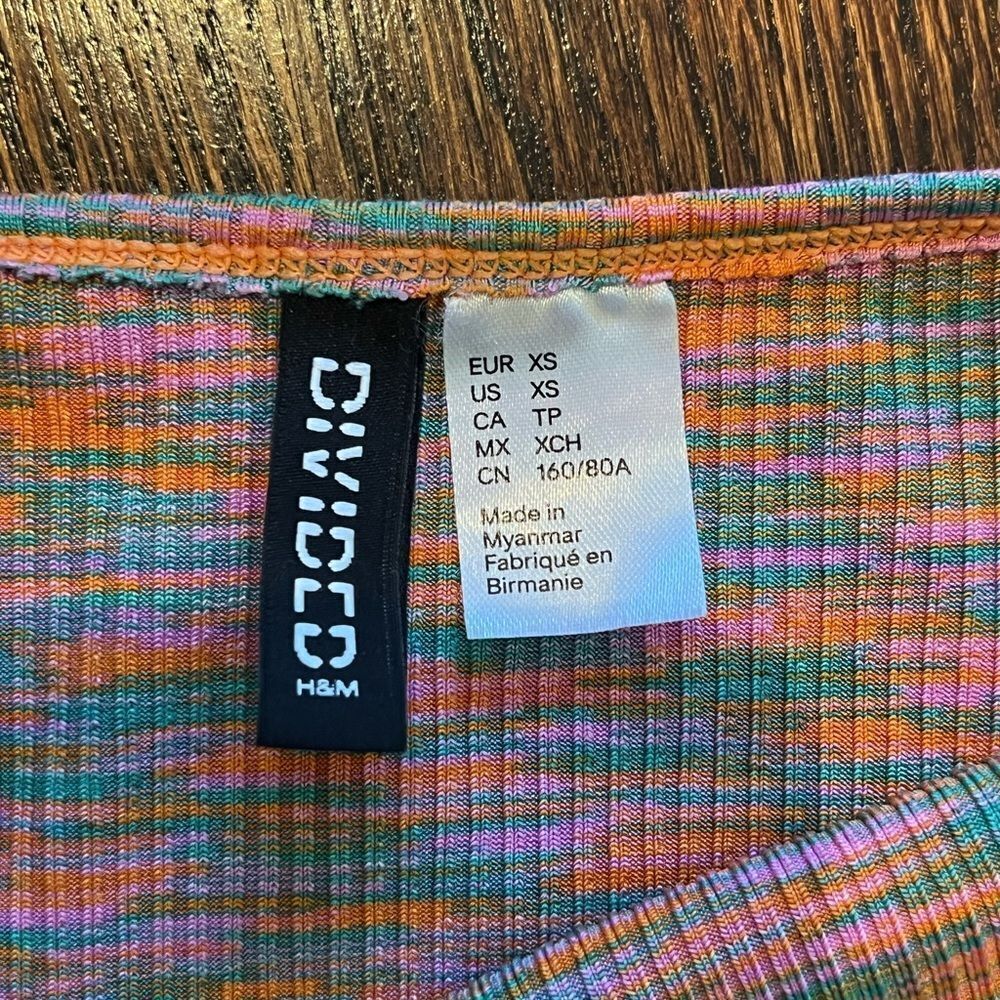 DIVIDED
H&M
EUR XS
US XS
CA TP
MX XCH
CN 160/80A
Made in
Myanmar
Fabriqué en
Birmanie